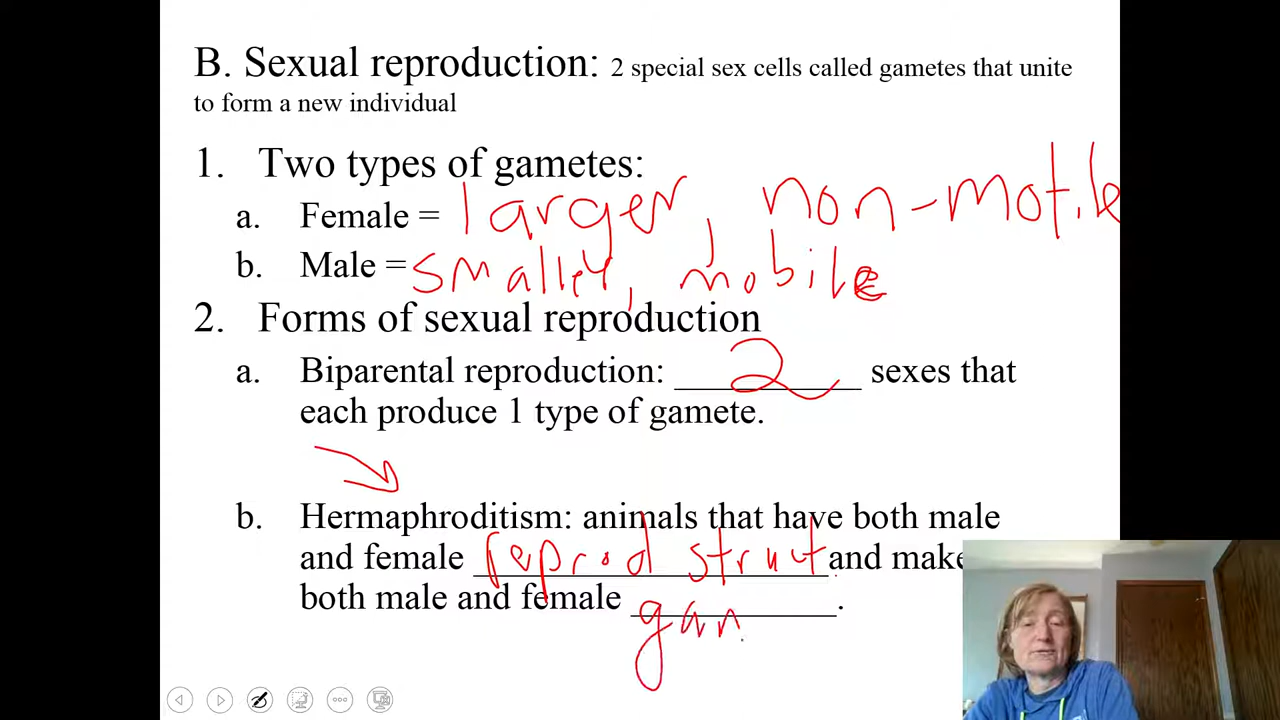 B. Sexual reproduction: 2 special sex cells called gametes that unite
to form a new individual
1. Two types of gametes:
a. Female = larger, non-motile
b. Male = smaller, mobile
2. Forms of sexual reproduction
a. Biparental reproduction: 2 sexes that
each produce 1 type of gamete.
b. Hermaphroditism: animals that have both male
and female reprod struct and make
both male and female gam .